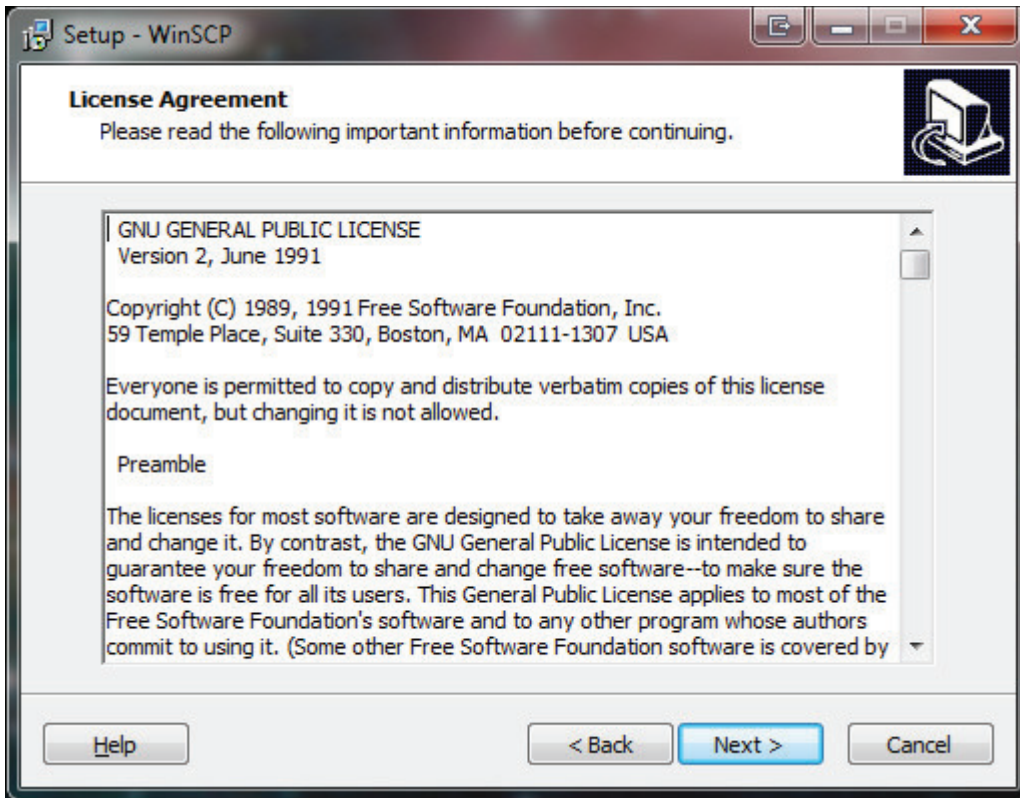 Setup - WinSCP
License Agreement
Please read the following important information before continuing.
GNU GENERAL PUBLIC LICENSE
Version 2, June 1991
Copyright (C) 1989, 1991 Free Software Foundation, Inc.
59 Temple Place, Suite 330, Boston, MA  02111-1307  USA
Everyone is permitted to copy and distribute verbatim copies of this license
document, but changing it is not allowed.
Preamble
The licenses for most software are designed to take away your freedom to share
and change it. By contrast, the GNU General Public License is intended to
guarantee your freedom to share and change free software--to make sure the
software is free for all its users. This General Public License applies to most of the
Free Software Foundation's software and to any other program whose authors
commit to using it. (Some other Free Software Foundation software is covered by
Help
< Back
Next >
Cancel